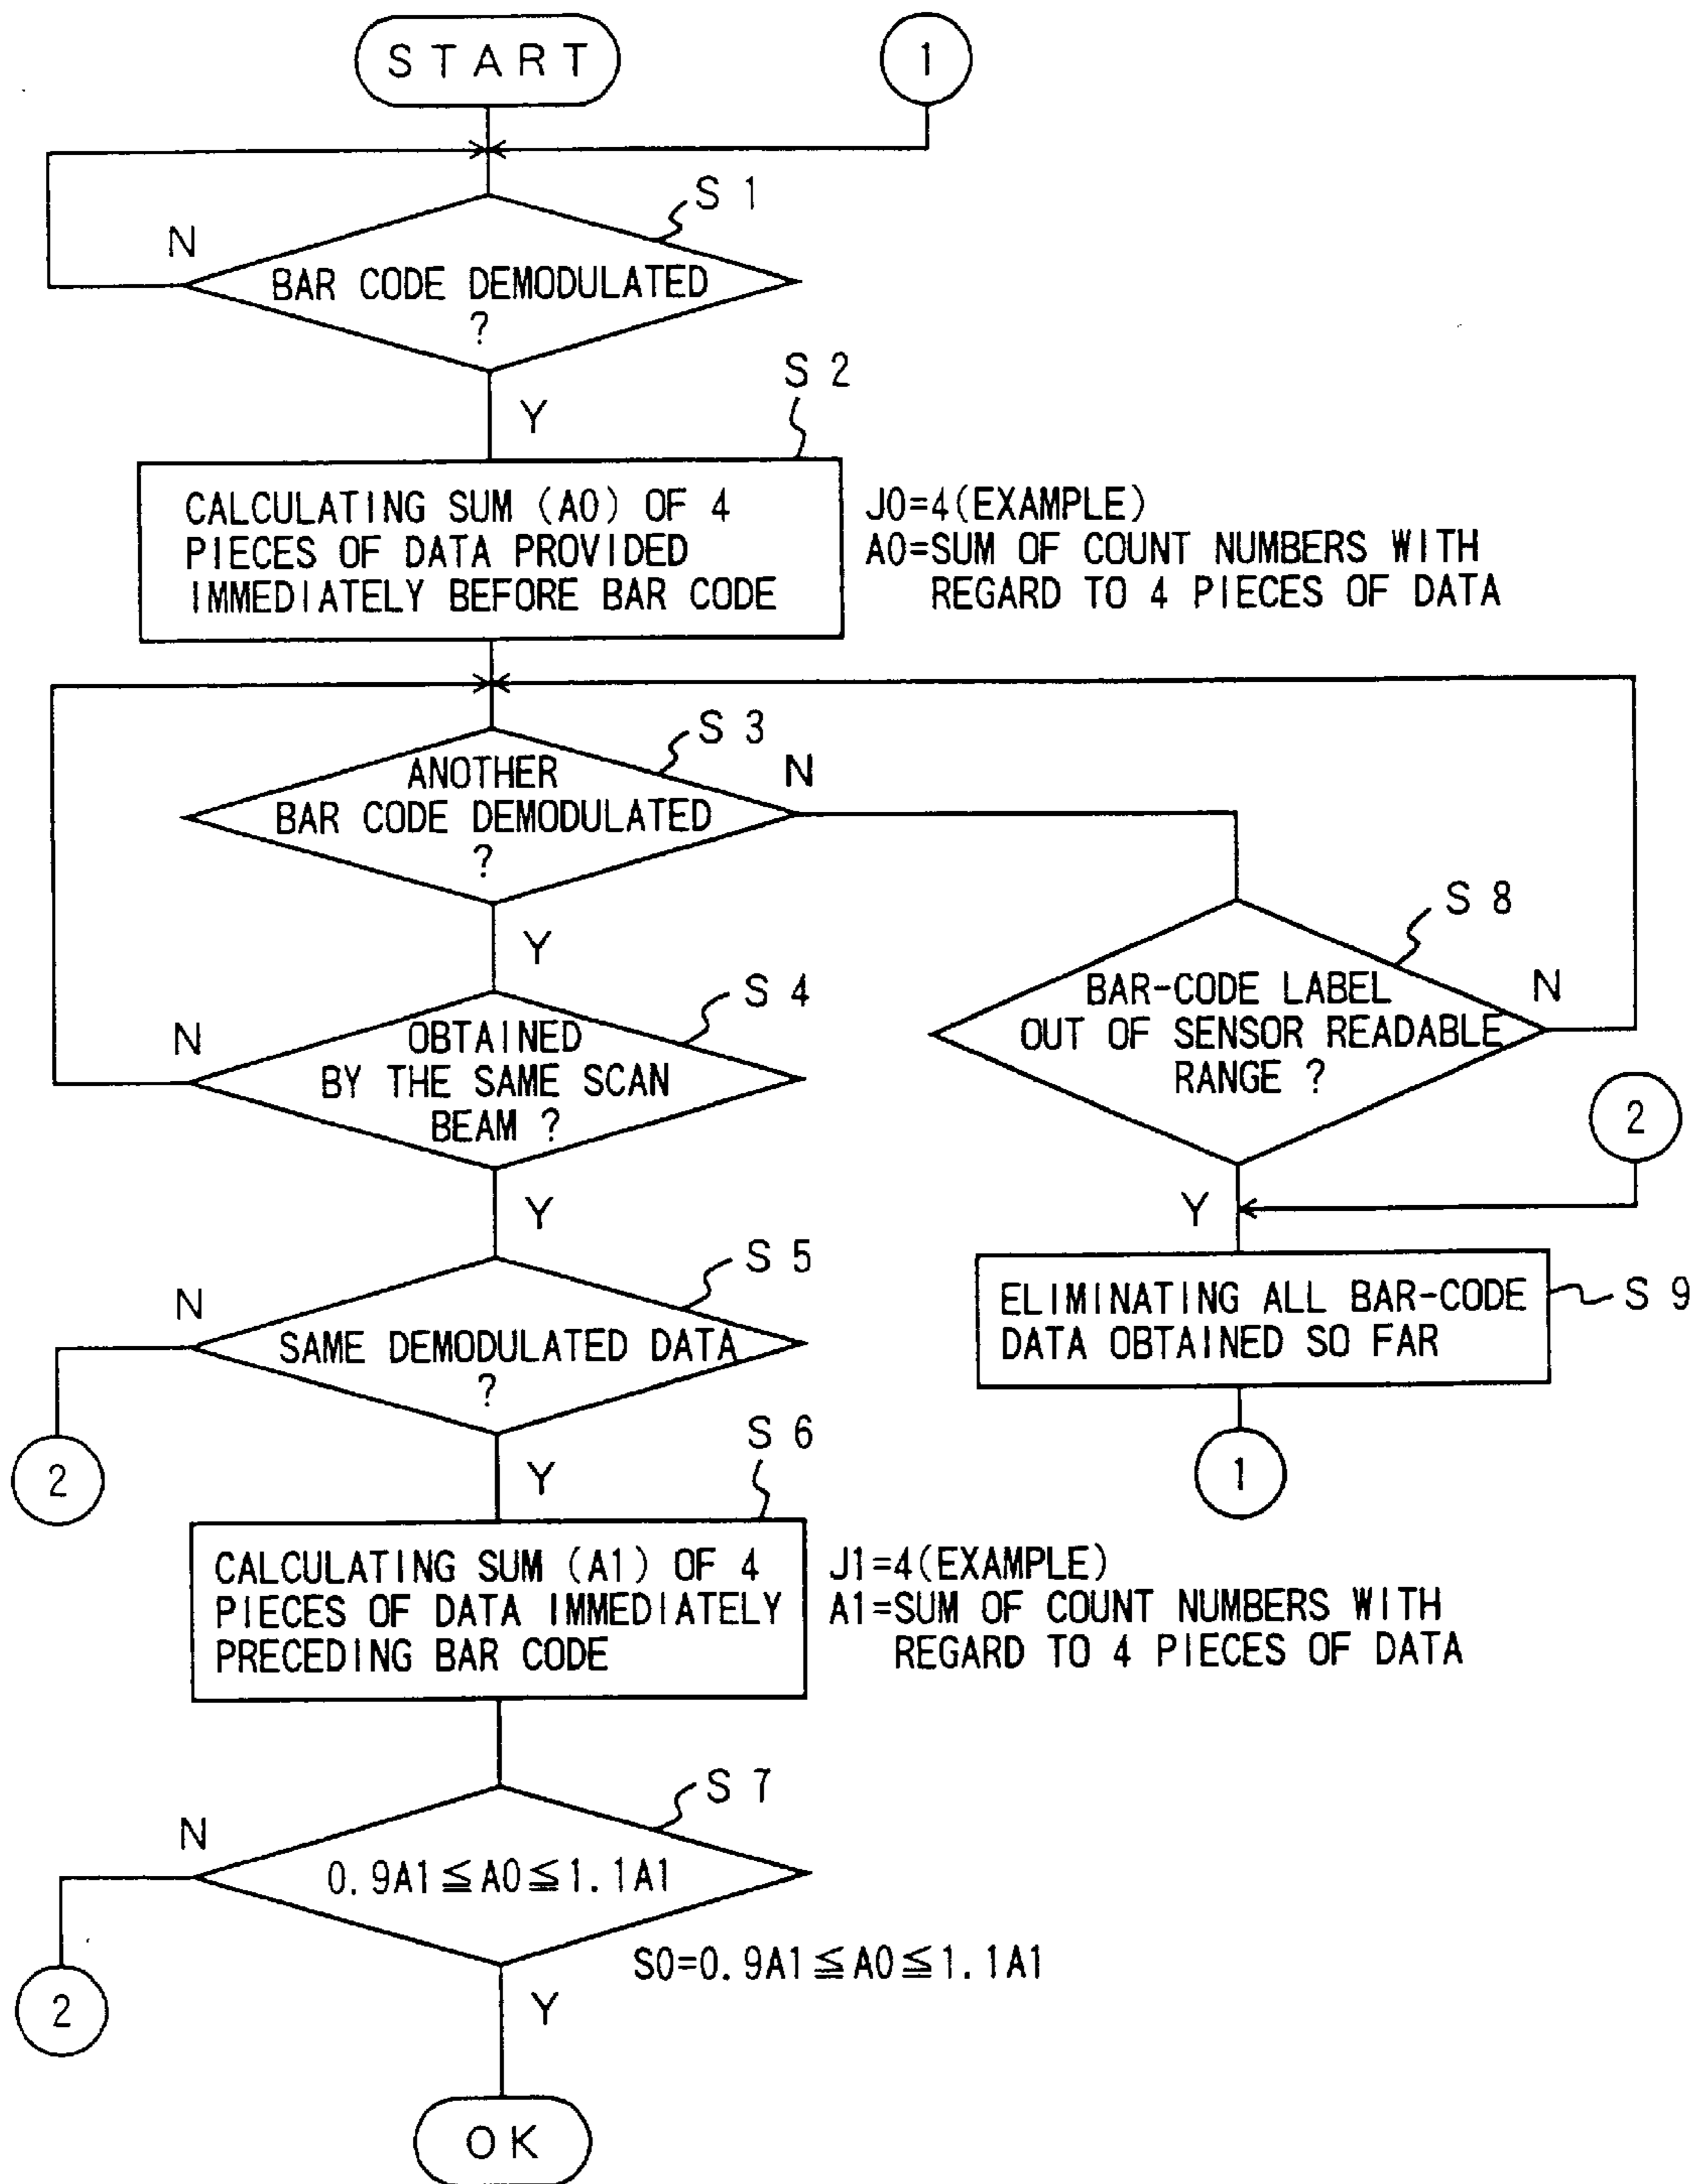 START
1
S 1
N
BAR CODE DEMODULATED
?
S 2
Y
CALCULATING SUM (A0) OF 4
PIECES OF DATA PROVIDED
IMMEDIATELY BEFORE BAR CODE
J0=4(EXAMPLE)
A0=SUM OF COUNT NUMBERS WITH
REGARD TO 4 PIECES OF DATA
S 3
ANOTHER
BAR CODE DEMODULATED
?
N
S 8
Y
BAR-CODE LABEL
OUT OF SENSOR READABLE
RANGE ?
N
S 4
N
OBTAINED
BY THE SAME SCAN
BEAM ?
2
Y
Y
S 5
N
SAME DEMODULATED DATA
?
ELIMINATING ALL BAR-CODE
DATA OBTAINED SO FAR
S 9
2
1
S 6
Y
CALCULATING SUM (A1) OF 4
PIECES OF DATA IMMEDIATELY
PRECEDING BAR CODE
J1=4(EXAMPLE)
A1=SUM OF COUNT NUMBERS WITH
REGARD TO 4 PIECES OF DATA
S 7
N
0.9A1≦A0≦1.1A1
S0=0.9A1≦A0≦1.1A1
2
Y
OK